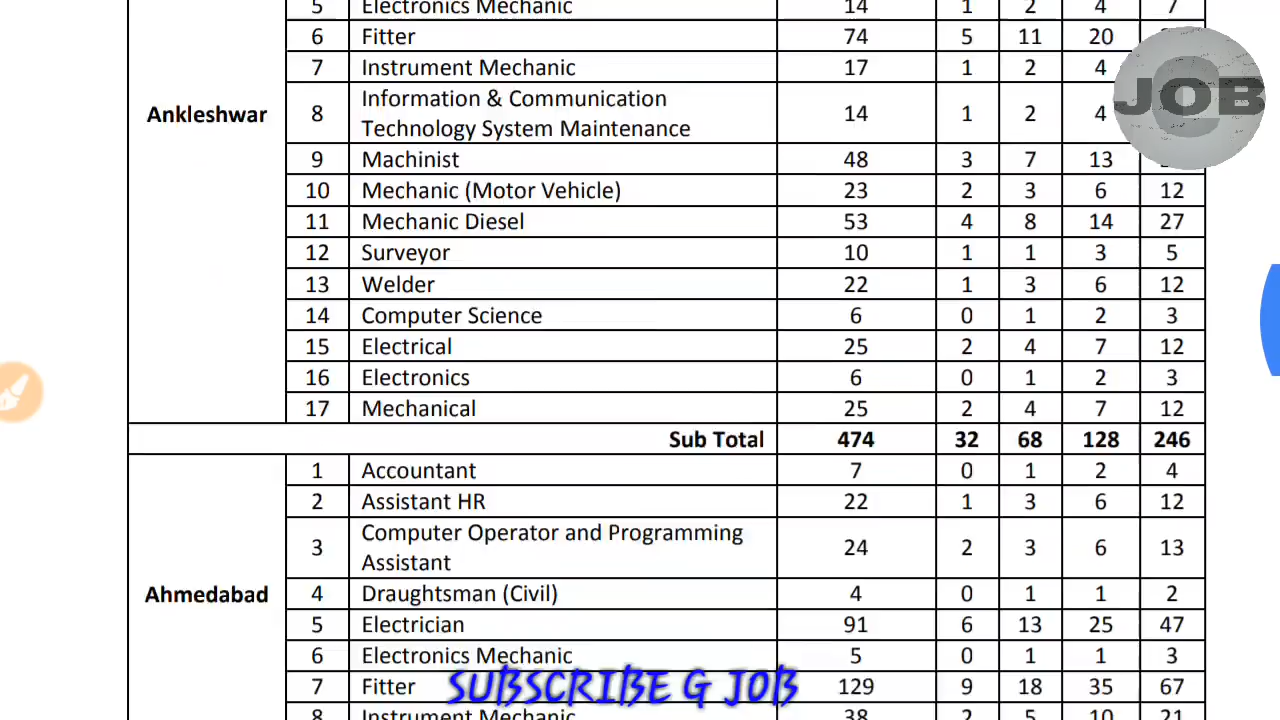 5 Electronics Mechanic 14 1 2 4 7
6 Fitter 74 5 11 20
7 Instrument Mechanic 17 1 2 4
Ankleshwar
8 Information & Communication
Technology System Maintenance 14 1 2 4
9 Machinist 48 3 7 13
10 Mechanic (Motor Vehicle) 23 2 3 6 12
11 Mechanic Diesel 53 4 8 14 27
12 Surveyor 10 1 1 3 5
13 Welder 22 1 3 6 12
14 Computer Science 6 0 1 2 3
15 Electrical 25 2 4 7 12
16 Electronics 6 0 1 2 3
17 Mechanical 25 2 4 7 12
Sub Total 474 32 68 128 246
1 Accountant 7 0 1 2 4
2 Assistant HR 22 1 3 6 12
3 Computer Operator and Programming
Assistant 24 2 3 6 13
Ahmedabad
4 Draughtsman (Civil) 4 0 1 1 2
5 Electrician 91 6 13 25 47
6 Electronics Mechanic 5 0 1 1 3
7 Fitter 129 9 18 35 67
8 Instrument Mechanic 38 2 5 10 21
G JOB
SUBSCRIBE G JOB